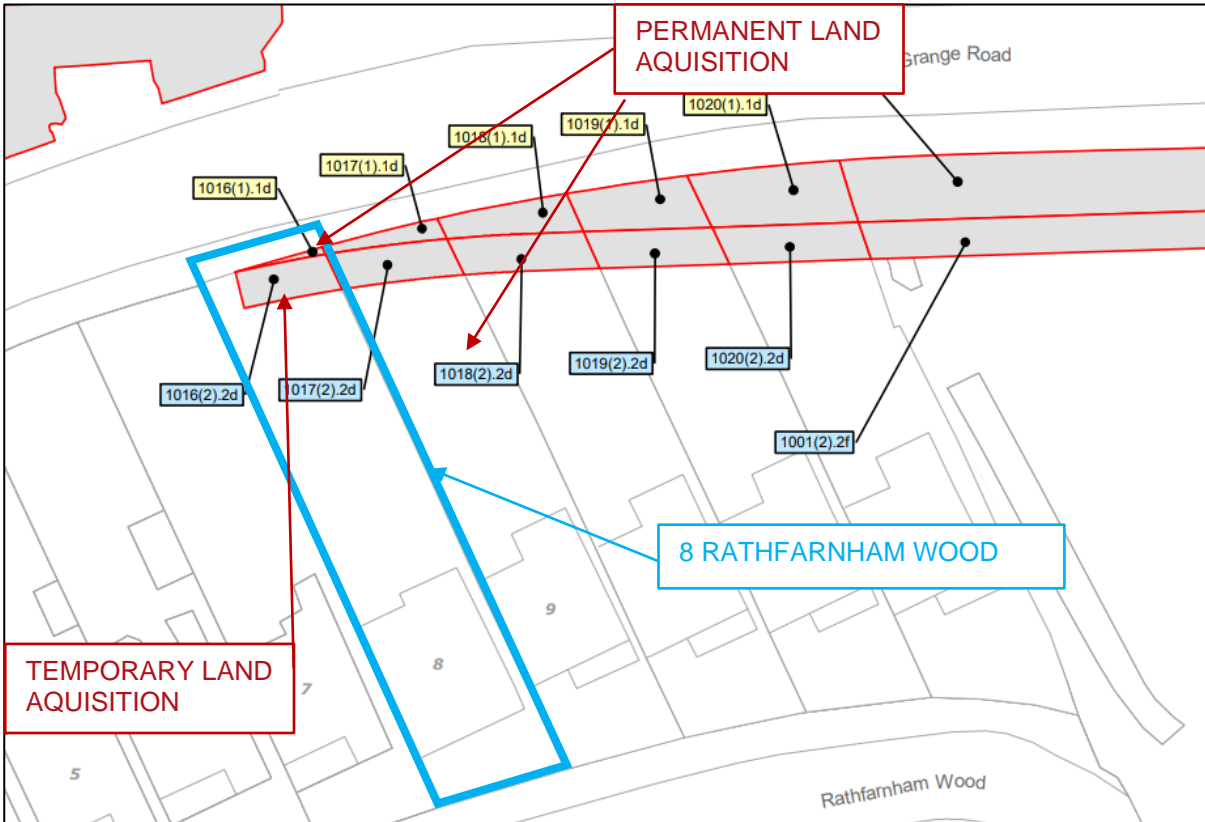 PERMANENT LAND
AQUISITION
Grange Road
1020(1).1d
1019(1).1d
1018(1).1d
1017(1).1d
1016(1).1d
1016(2).2d
1017(2).2d
1018(2).2d
1019(2).2d
1020(2).2d
1001(2).2f
8 RATHFARNHAM WOOD
9
8
7
5
TEMPORARY LAND
AQUISITION
Rathfarnham Wood